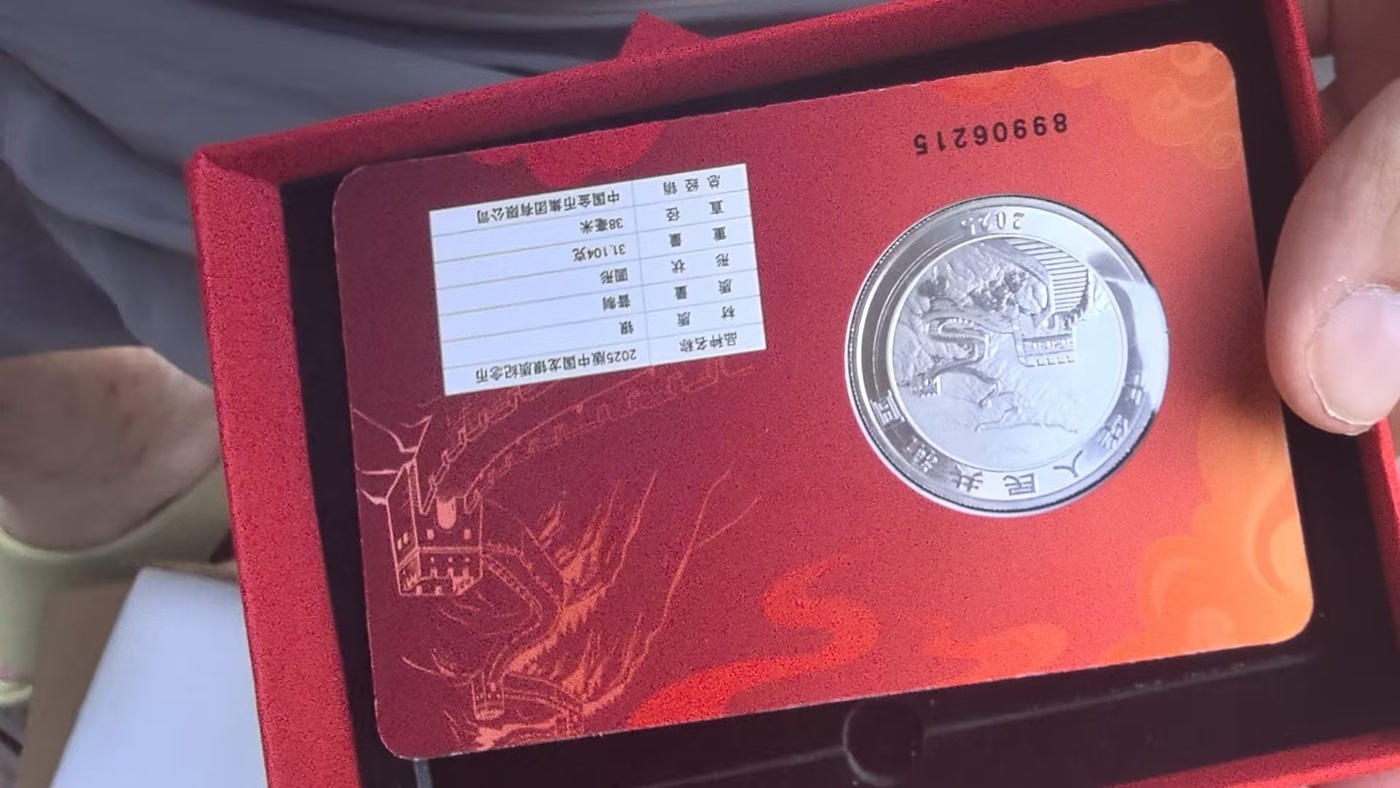 中华人民共和国
2025
89906215
品种名称 2025版中国龙银质纪念币
材质 银
质量 普制
形状 圆形
重量 31.104克
直径 38毫米
总经销 中国金币集团有限公司